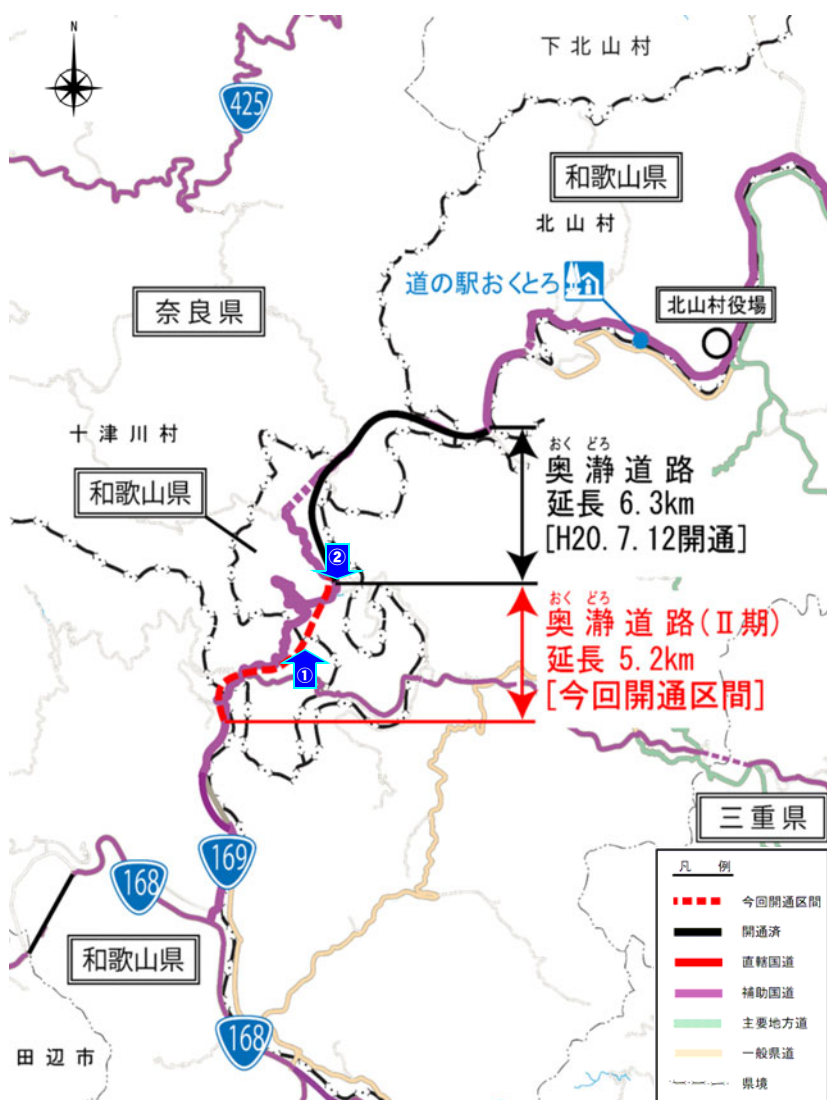 N
下北山村
425
和歌山県
北山村
道の駅おくとろ
北山村役場
奈良県
十津川村
和歌山県
おく どろ
奥瀞道路
延長 6.3km
[H20.7.12開通]
②
おく どろ
奥瀞道路(Ⅱ期)
延長 5.2km
[今回開通区間]
①
三重県
169
168
和歌山県
168
田辺市
凡 例
今回開通区間
開通済
直轄国道
補助国道
主要地方道
一般県道
県境